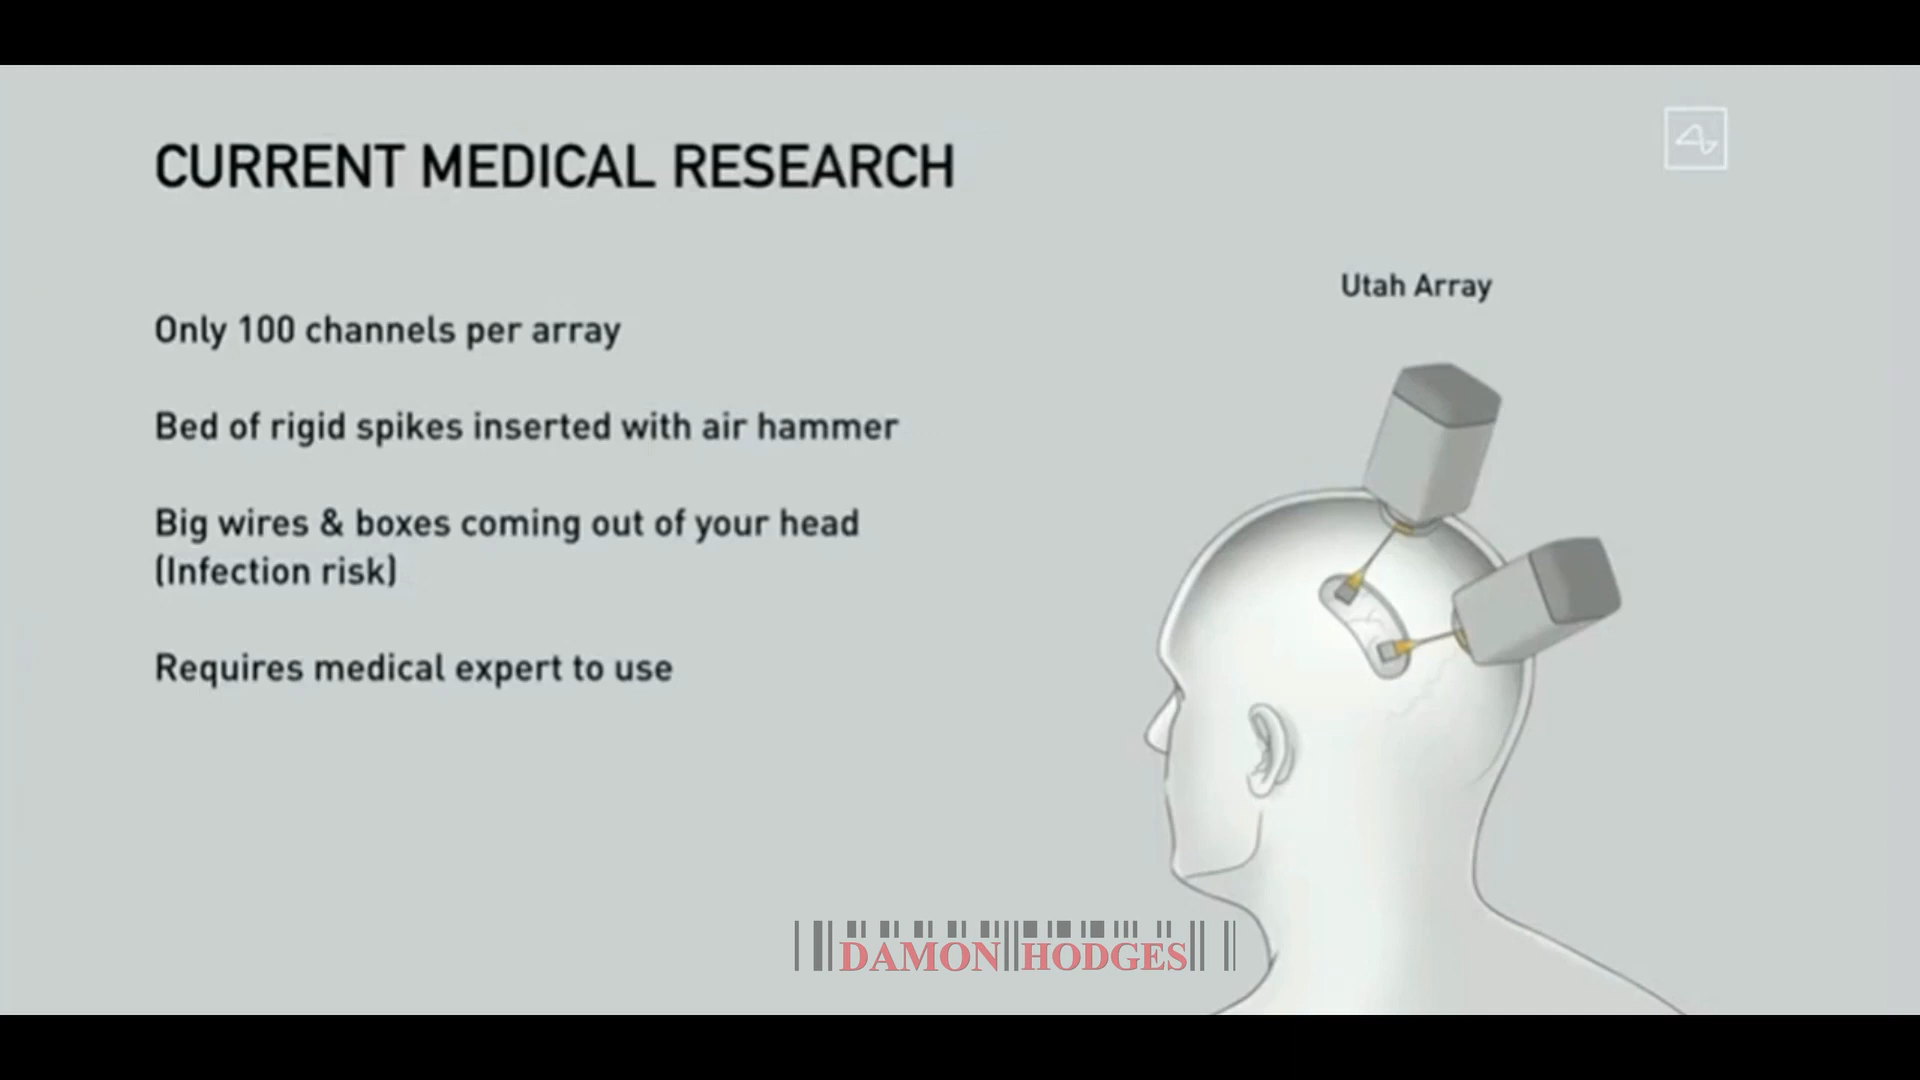 CURRENT MEDICAL RESEARCH
Utah Array
Only 100 channels per array
Bed of rigid spikes inserted with air hammer
Big wires & boxes coming out of your head
(Infection risk)
Requires medical expert to use
DAMON HODGES